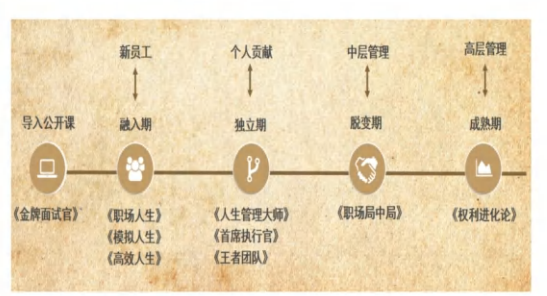 新员工
个人贡献
中层管理
高层管理
导入公开课
融入期
独立期
脱变期
成熟期
《金牌面试官》
《职场人生》
《模拟人生》
《高效人生》
《人生管理大师》
《首席执行官》
《王者团队》
《职场局中局》
《权利进化论》